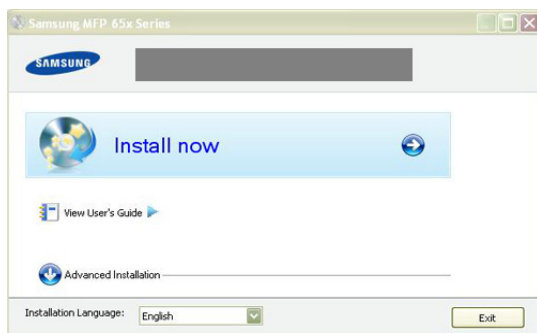 Samsung MFP 65x Series
SAMSUNG
Install now
View User's Guide
Advanced Installation
Installation Language: English
Exit